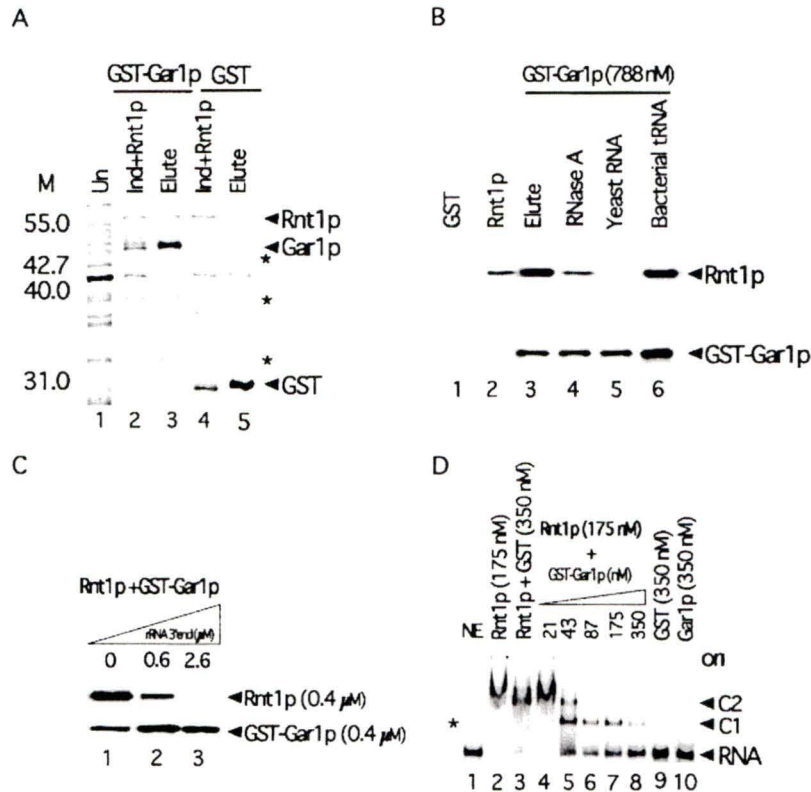 A
GST-Gar1p GST
M
Un
Ind+Rnt1p
Elute
Ind+Rnt1p
Elute
55.0
42.7
40.0
31.0
◄Rnt1p
◄Gar1p
*
*
*
◄GST
1 2 3 4 5
B
GST-Gar1p (788 nM)
GST
Rnt1p
Elute
RNase A
Yeast RNA
Bacterial tRNA
◄Rnt1p
◄GST-Gar1p
1 2 3 4 5 6
C
Rnt1p +GST-Gar1p
rRNA 3'end (µM)
0 0.6 2.6
◄Rnt1p (0.4 µM)
◄GST-Gar1p (0.4 µM)
1 2 3
D
NE
Rnt1p (175 nM)
Rnt1p + GST (350 nM)
Rnt1p (175 nM)
+
GST-Gar1p (nM)
21
43
87
175
350
GST (350 nM)
Gar1p (350 nM)
ori
◄C2
* ◄C1
◄RNA
1 2 3 4 5 6 7 8 9 10